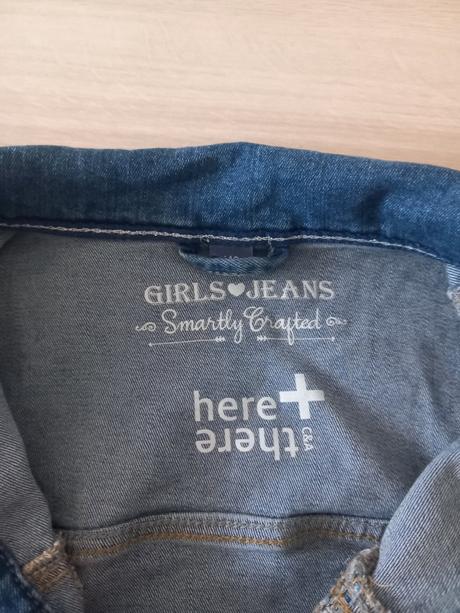 GIRLS♥JEANS
Smartly Crafted
here+
there
C&A